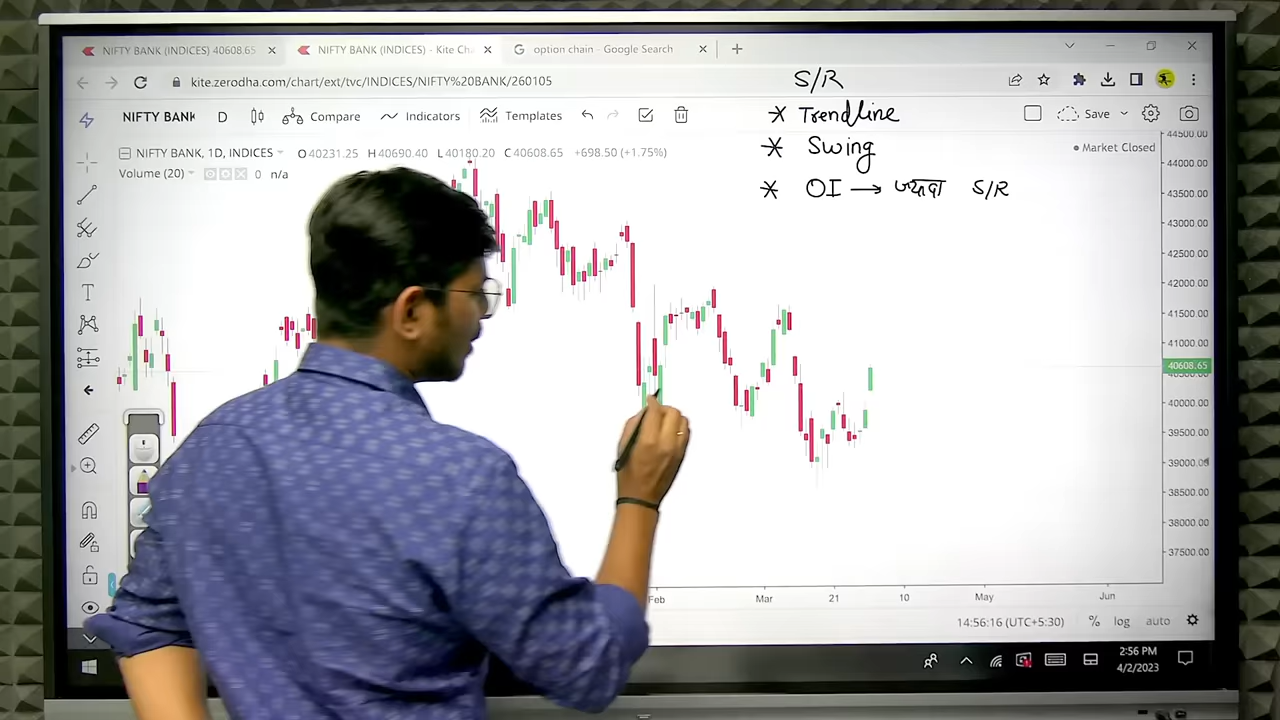 NIFTY BANK (INDICES) 40608.65
NIFTY BANK (INDICES) - Kite Cha
option chain - Google Search
kite.zerodha.com/chart/ext/tvc/INDICES/NIFTY%20BANK/260105
S/R
NIFTY BANK D Compare Indicators Templates Save
* Trendline
NIFTY BANK, 1D, INDICES O40231.25 H40690.40 L40180.20 C40608.65 +698.50 (+1.75%)
* Swing
Market Closed
Volume (20) 0 n/a
* OI → ज्यादा S/R
44500.00
44000.00
43500.00
43000.00
42500.00
42000.00
41500.00
41000.00
40608.65
40000.00
39500.00
39000.00
38500.00
38000.00
37500.00
Feb Mar 21 10 May Jun
14:56:16 (UTC+5:30) % log auto
2:56 PM
4/2/2023